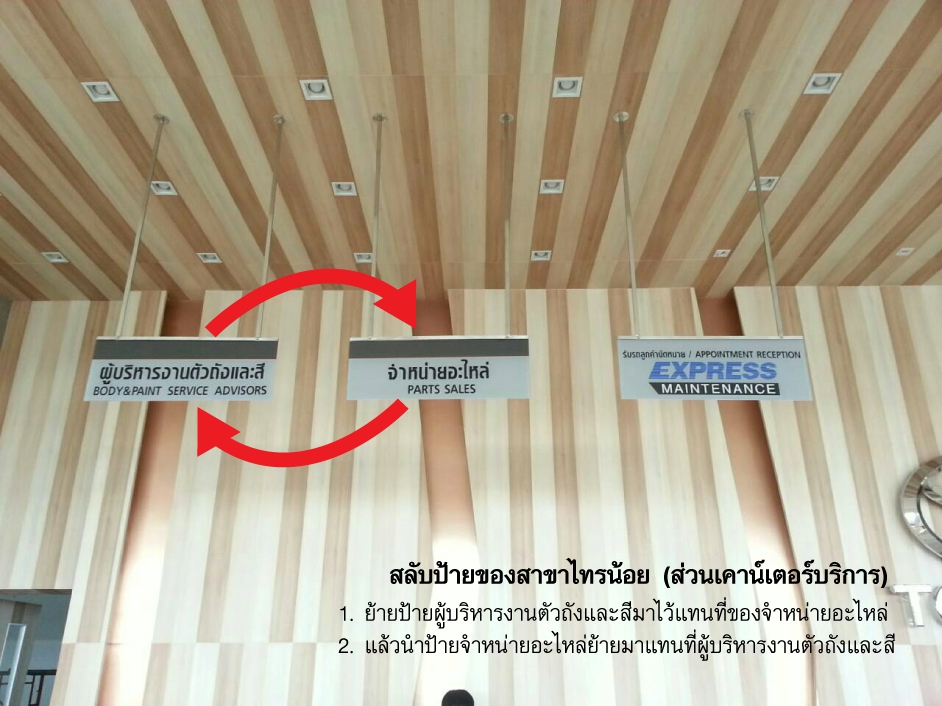 ผู้บริหารงานตัวถังและสี
BODY&PAINT SERVICE ADVISORS
จำหน่ายอะไหล่
PARTS SALES
รับรถลูกค้านัดหมาย / APPOINTMENT RECEPTION
EXPRESS
MAINTENANCE
สลับป้ายของสาขาไทรน้อย (ส่วนเคาน์เตอร์บริการ)
1. ย้ายป้ายผู้บริหารงานตัวถังและสีมาไว้แทนที่ของจำหน่ายอะไหล่
2. แล้วนำป้ายจำหน่ายอะไหล่ย้ายมาแทนที่ผู้บริหารงานตัวถังและสี